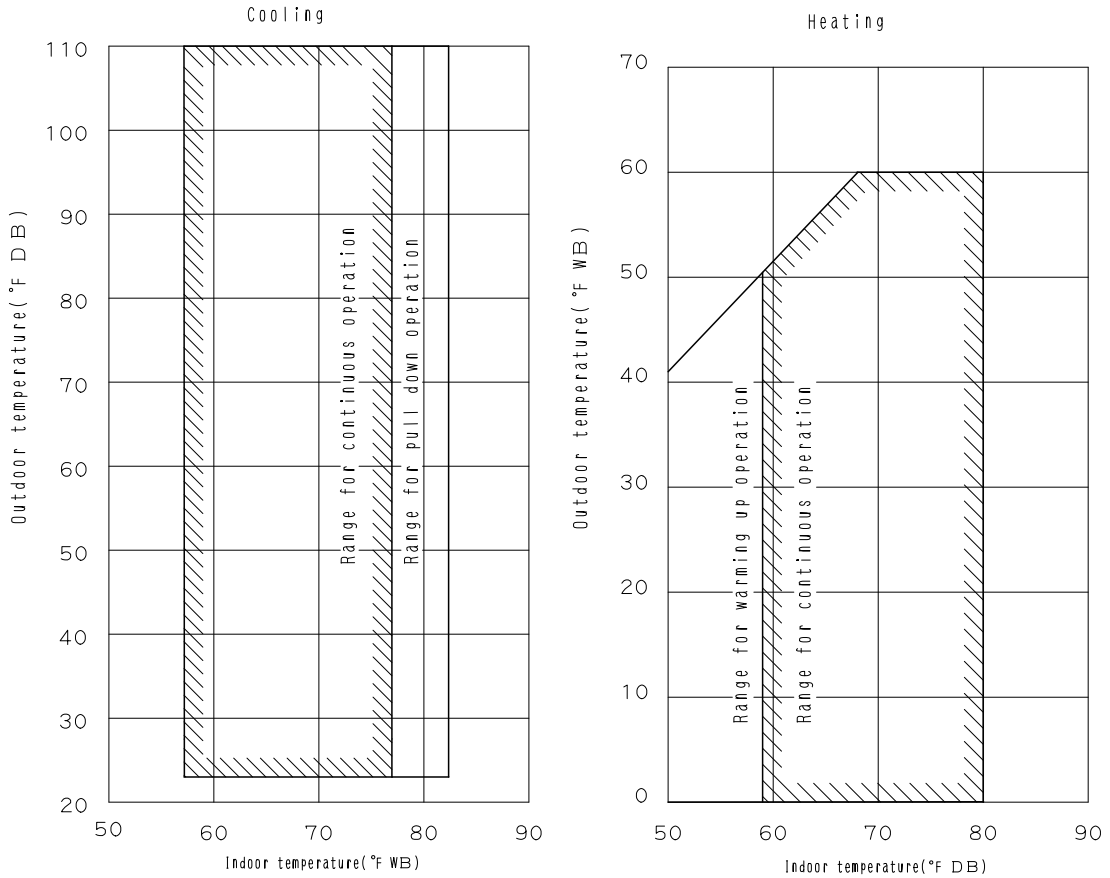 Cooling
110
100
90
80
70
60
50
40
30
20
Outdoor temperature(°F DB)
Range for continuous operation
Range for pull down operation
50 60 70 80 90
Indoor temperature(°F WB)
Heating
70
60
50
40
30
20
10
0
Outdoor temperature(°F WB)
Range for warming up operation
Range for continuous operation
50 60 70 80 90
Indoor temperature(°F DB)